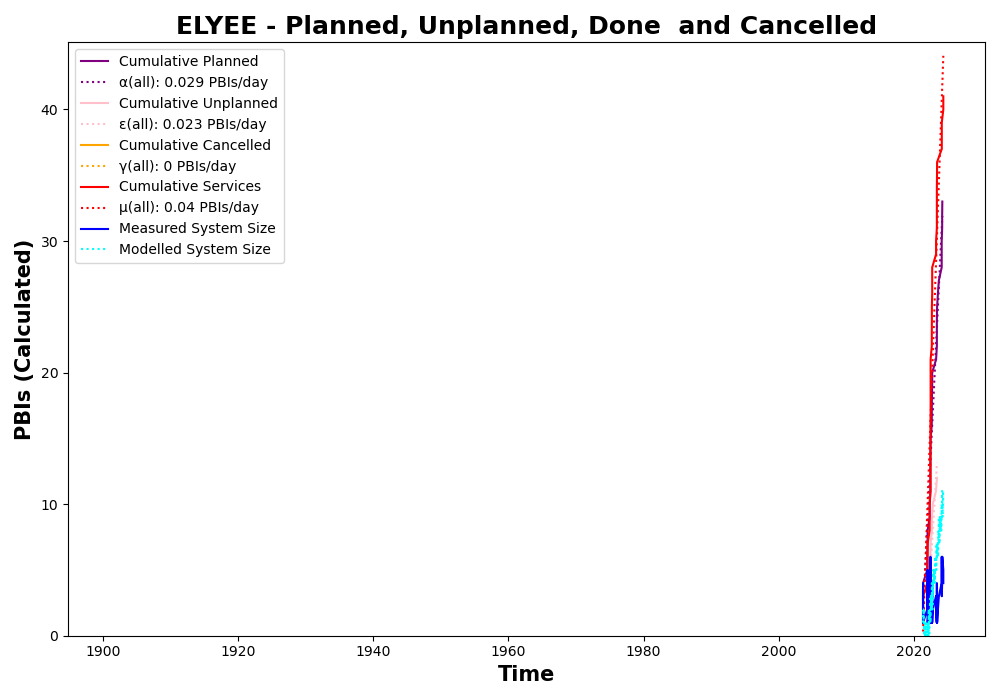 ELYEE - Planned, Unplanned, Done  and Cancelled
Cumulative Planned
α(all): 0.029 PBIs/day
Cumulative Unplanned
ε(all): 0.023 PBIs/day
Cumulative Cancelled
γ(all): 0 PBIs/day
Cumulative Services
μ(all): 0.04 PBIs/day
Measured System Size
Modelled System Size
PBIs (Calculated)
40
30
20
10
0
1900 1920 1940 1960 1980 2000 2020
Time